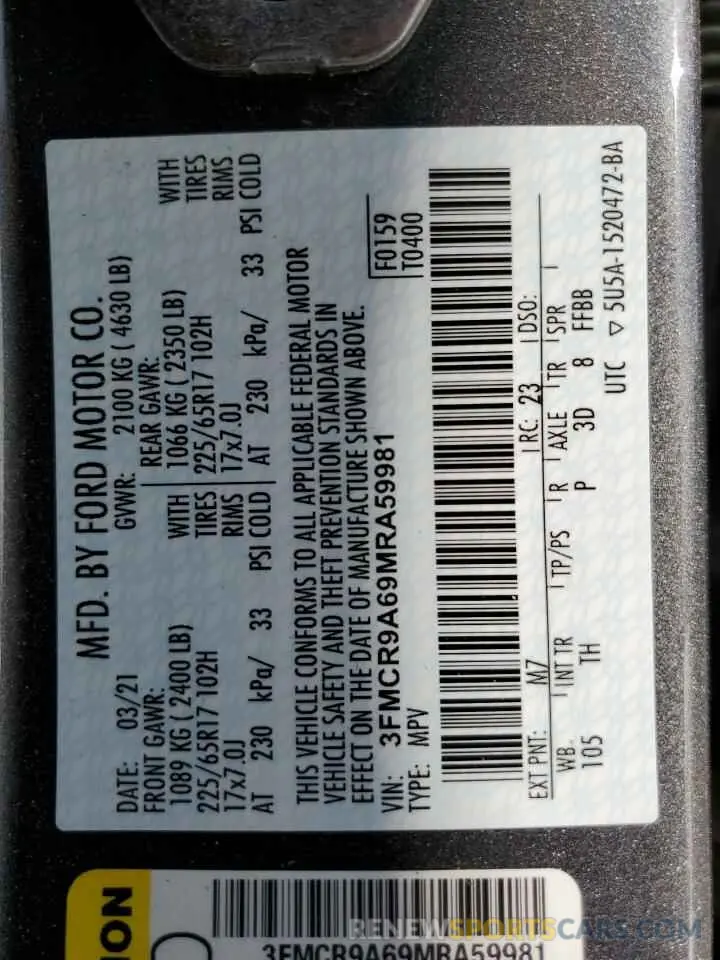 MFD. BY FORD MOTOR CO.
DATE: 03/21 GVWR: 2100 KG ( 4630 LB)
FRONT GAWR: REAR GAWR:
1089 KG ( 2400 LB) WITH 1066 KG ( 2350 LB) WITH
225/65R17 102H TIRES 225/65R17 102H TIRES
17x7.0J RIMS 17x7.0J RIMS
AT 230 kPa/ 33 PSI COLD AT 230 kPa/ 33 PSI COLD
THIS VEHICLE CONFORMS TO ALL APPLICABLE FEDERAL MOTOR
VEHICLE SAFETY AND THEFT PREVENTION STANDARDS IN
EFFECT ON THE DATE OF MANUFACTURE SHOWN ABOVE.
VIN: 3FMCR9A69MRA59981 F0159
TYPE: MPV T0400
EXT PNT: M7 RC: 23 DSO:
WB INT TR TP/PS R AXLE TR SPR
105 TH P 3D 8 FFBB
UTC ▽ 5U5A-1520472-BA
ION
3FMCR9A69MRA59981
RENEWSPORTSCARS.COM